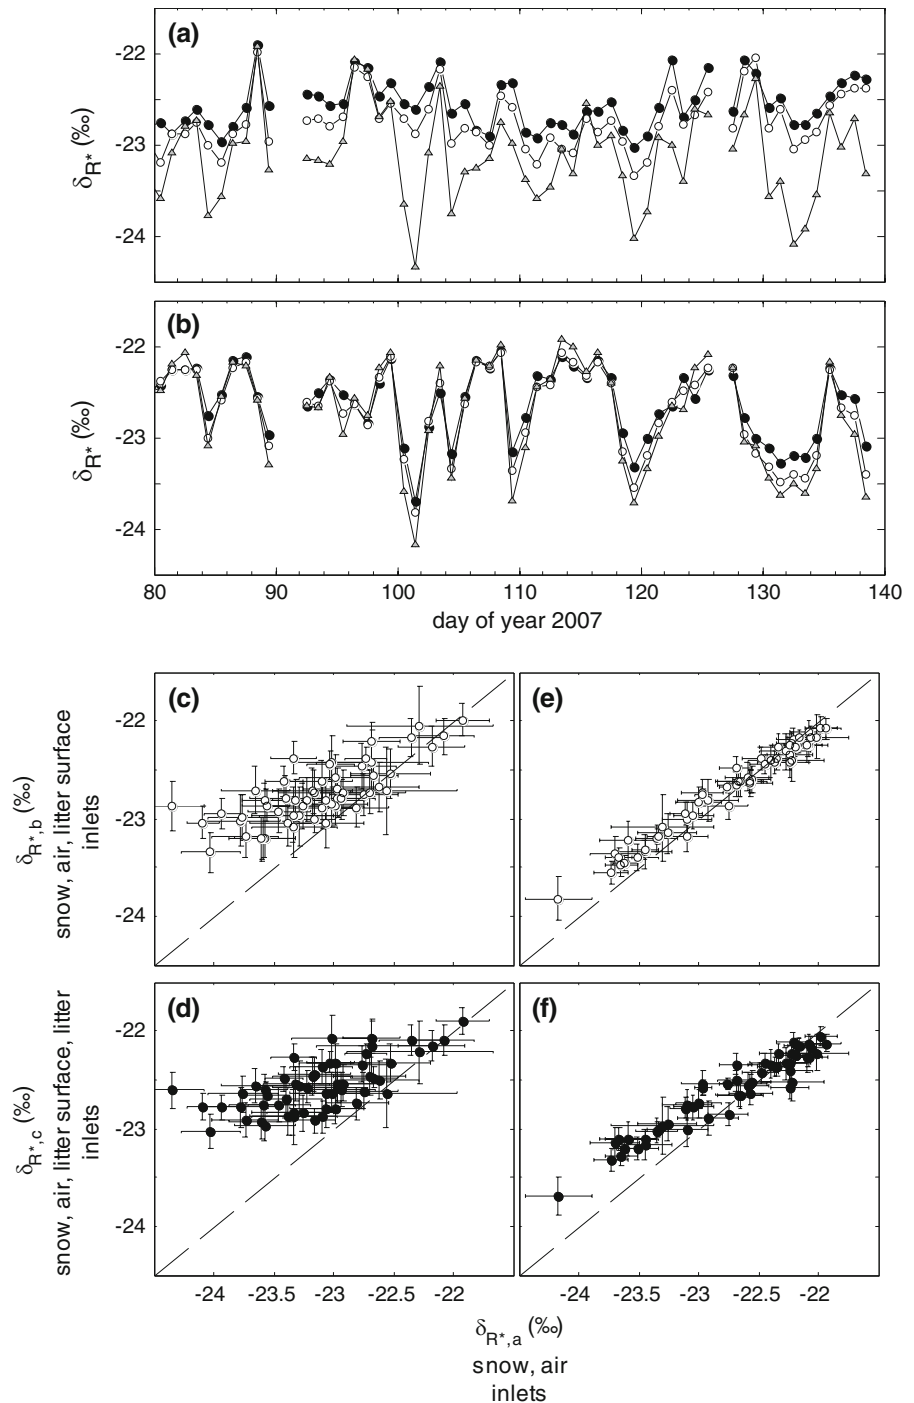 (a)
-22
-23
-24
δR* (‰)
(b)
-22
-23
-24
δR* (‰)
80 90 100 110 120 130 140
day of year 2007
(c)
-22
-23
-24
δR*,b (‰)
snow, air, litter surface
inlets
(e)
(d)
-22
-23
-24
δR*,c (‰)
snow, air, litter surface, litter
inlets
(f)
-24 -23.5 -23 -22.5 -22 -24 -23.5 -23 -22.5 -22
δR*,a (‰)
snow, air
inlets